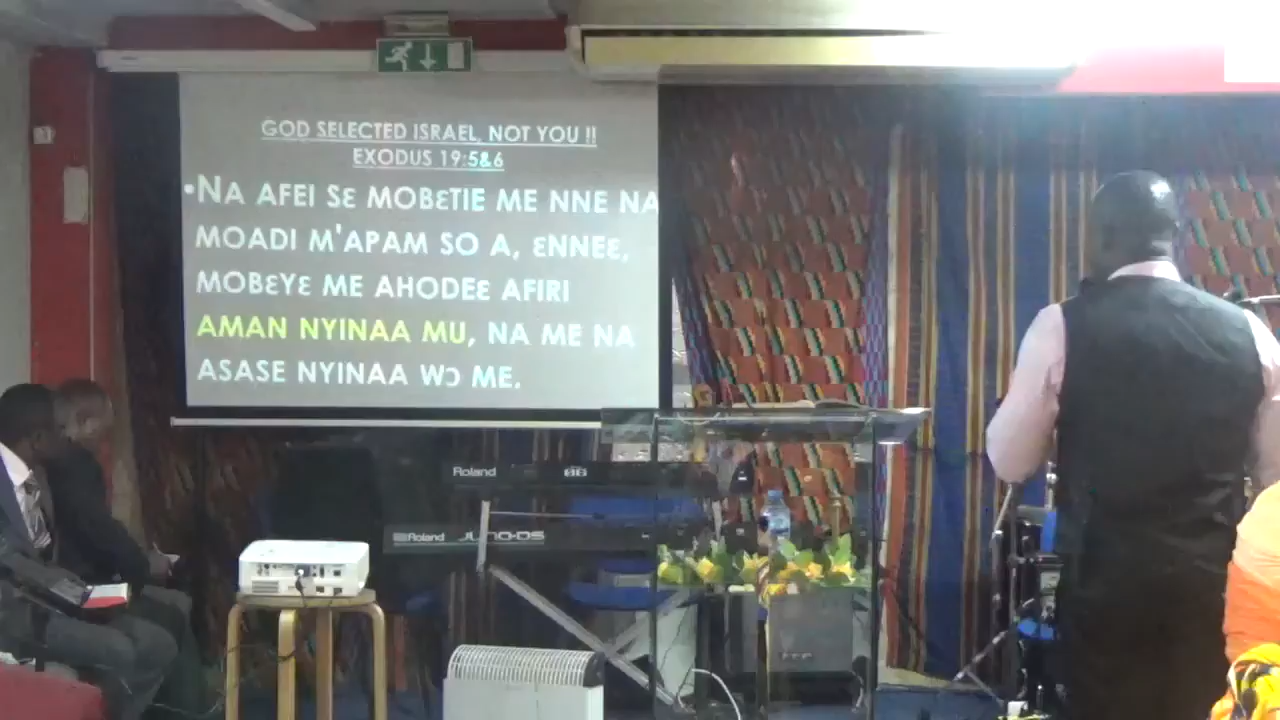 GOD SELECTED ISRAEL, NOT YOU !!
EXODUS 19:5&6
•NA AFEI SƐ MOBƐTIE ME NNE NA
MOADI M'APAM SO A, ƐNNEƐ,
MOBƐYƐ ME AHODEƐ AFIRI
AMAN NYINAA MU, NA ME NA
ASASE NYINAA WƆ ME.
Roland
Roland JUNO-DS